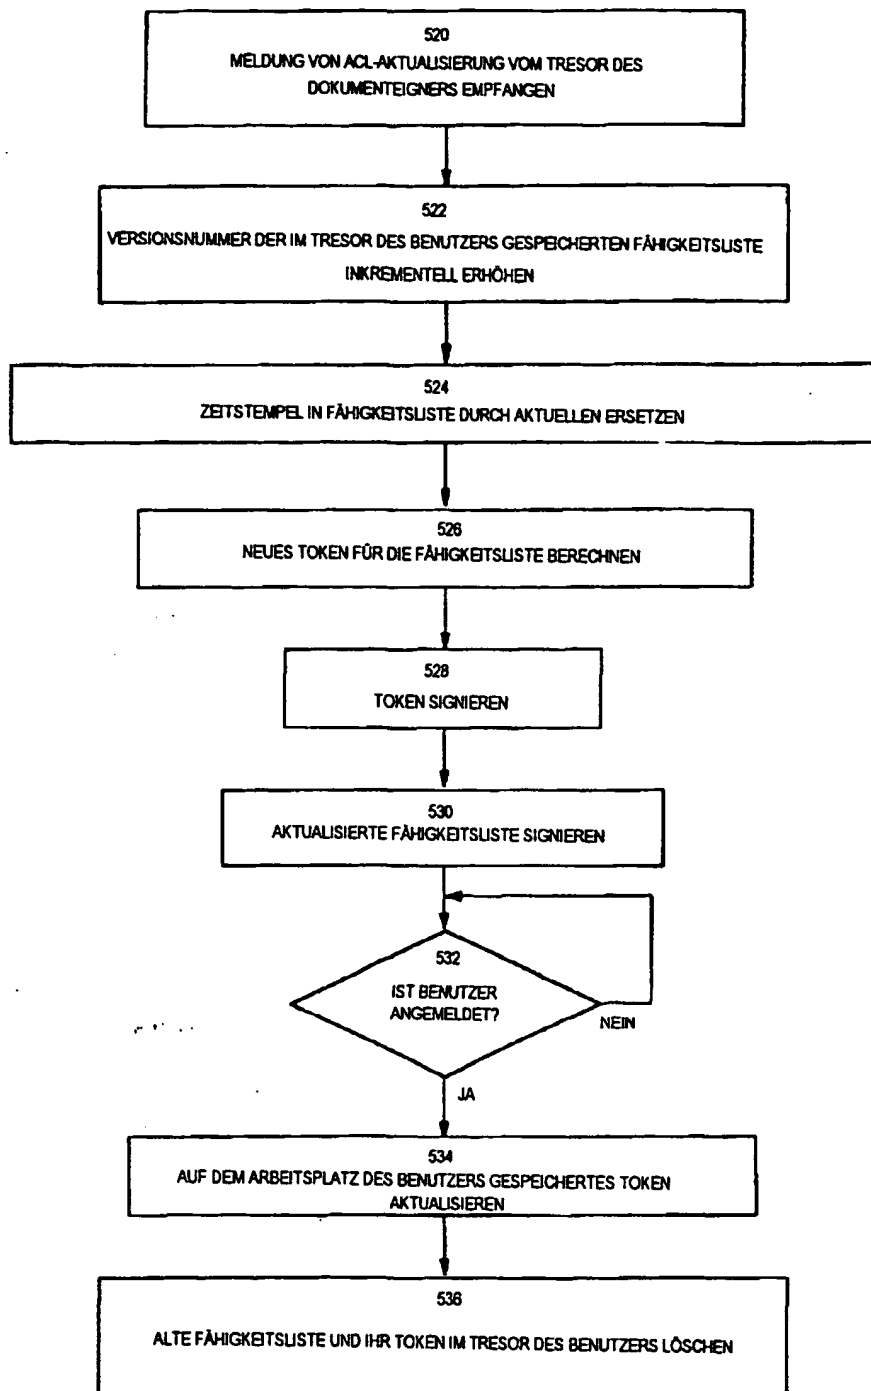 520
MELDUNG VON ACL-AKTUALISIERUNG VOM TRESOR DES
DOKUMENTEIGNERS EMPFANGEN
522
VERSIONSNUMMER DER IM TRESOR DES BENUTZERS GESPEICHERTEN FÄHIGKEITSLISTE
INKREMENTELL ERHÖHEN
524
ZEITSTEMPEL IN FÄHIGKEITSLISTE DURCH AKTUELLEN ERSETZEN
526
NEUES TOKEN FÜR DIE FÄHIGKEITSLISTE BERECHNEN
528
TOKEN SIGNIEREN
530
AKTUALISIERTE FÄHIGKEITSLISTE SIGNIEREN
532
IST BENUTZER
ANGEMELDET?
NEIN
JA
534
AUF DEM ARBEITSPLATZ DES BENUTZERS GESPEICHERTES TOKEN
AKTUALISIEREN
536
ALTE FÄHIGKEITSLISTE UND IHR TOKEN IM TRESOR DES BENUTZERS LÖSCHEN